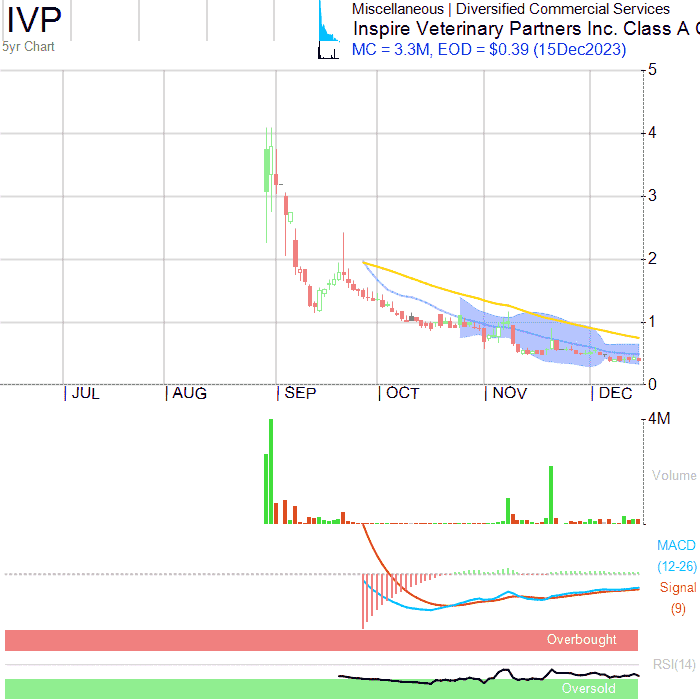 IVP
5yr Chart
Miscellaneous | Diversified Commercial Services
Inspire Veterinary Partners Inc. Class A C
MC = 3.3M, EOD = $0.39 (15Dec2023)
5
4
3
2
1
0
JUL
AUG
SEP
OCT
NOV
DEC
4M
Volume
MACD
(12-26)
Signal
(9)
Overbought
RSI(14)
Oversold